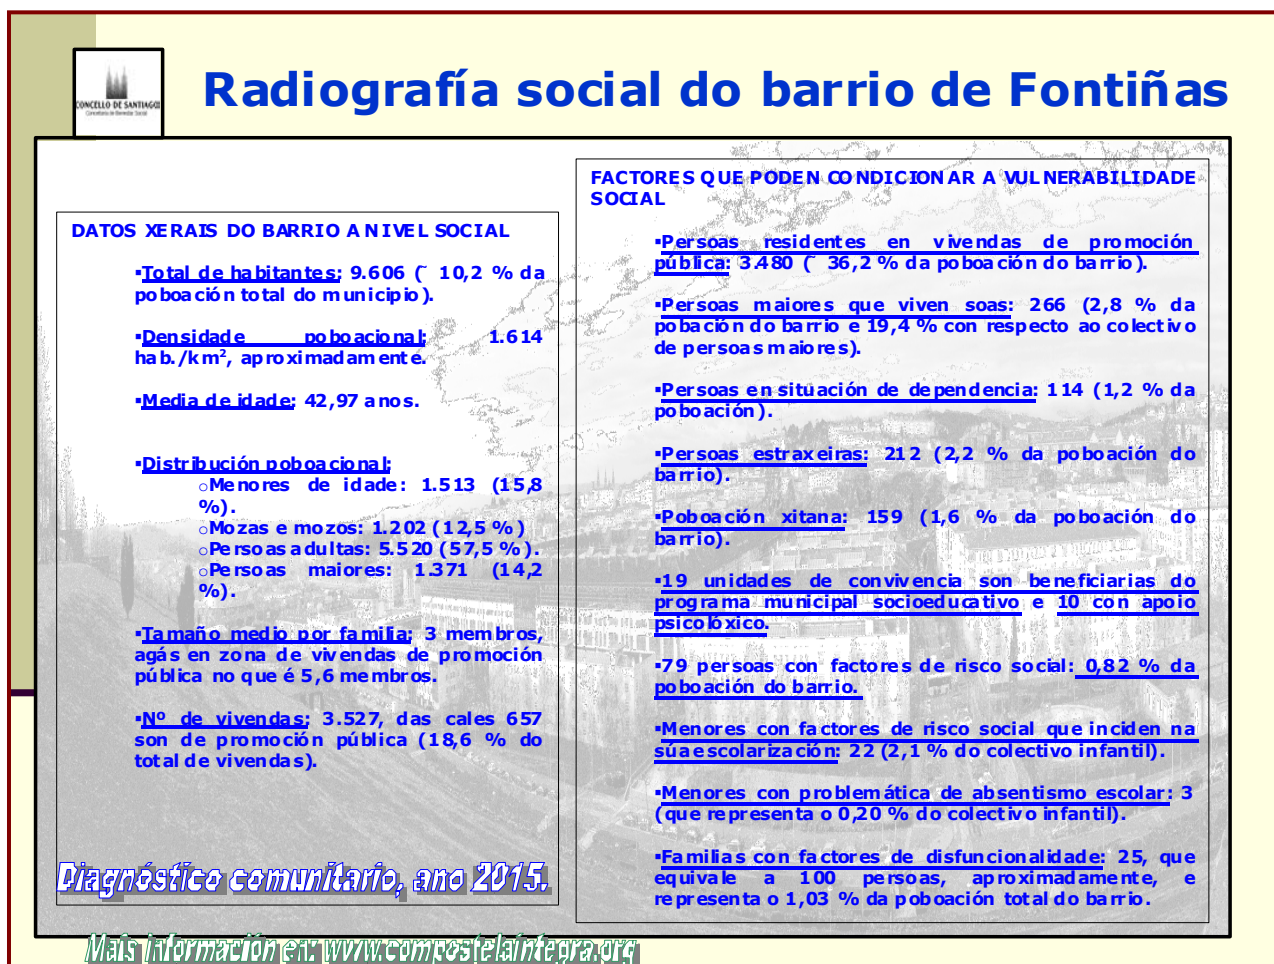 Radiografía social do barrio de Fontiñas
CONCELLO DE SANTIAGO
Concellaría de Benestar Social
DATOS XERAIS DO BARRIO A NIVEL SOCIAL
▪Total de habitantes: 9.606 (˜ 10,2 % da
poboación total do municipio).
▪Densidade poboacional: 1.614
hab./km², aproximadamente.
▪Media de idade: 42,97 anos.
▪Distribución poboacional:
oMenores de idade: 1.513 (15,8
%).
oMozas e mozos: 1.202 (12,5 %)
oPersoas adultas: 5.520 (57,5 %).
oPersoas maiores: 1.371 (14,2
%).
▪Tamaño medio por familia: 3 membros,
agás en zona de vivendas de promoción
pública no que é 5,6 membros.
▪Nº de vivendas: 3.527, das cales 657
son de promoción pública (18,6 % do
total de vivendas).
Diagnóstico comunitario, ano 2015.
FACTORES QUE PODEN CONDICIONAR A VULNERABILIDADE
SOCIAL
▪Persoas residentes en vivendas de promoción
pública: 3.480 (˜ 36,2 % da poboación do barrio).
▪Persoas maiores que viven soas: 266 (2,8 % da
pobación do barrio e 19,4 % con respecto ao colectivo
de persoas maiores).
▪Persoas en situación de dependencia: 114 (1,2 % da
poboación).
▪Persoas estraxeiras: 212 (2,2 % da poboación do
barrio).
▪Poboación xitana: 159 (1,6 % da poboación do
barrio).
▪19 unidades de convivencia son beneficiarias do
programa municipal socioeducativo e 10 con apoio
psicolóxico.
▪79 persoas con factores de risco social: 0,82 % da
poboación do barrio.
▪Menores con factores de risco social que inciden na
súa escolarización: 22 (2,1 % do colectivo infantil).
▪Menores con problemática de absentismo escolar: 3
(que representa o 0,20 % do colectivo infantil).
▪Familias con factores de disfuncionalidade: 25, que
equivale a 100 persoas, aproximadamente, e
representa o 1,03 % da poboación total do barrio.
Máis información en: www.compostelaintegra.org